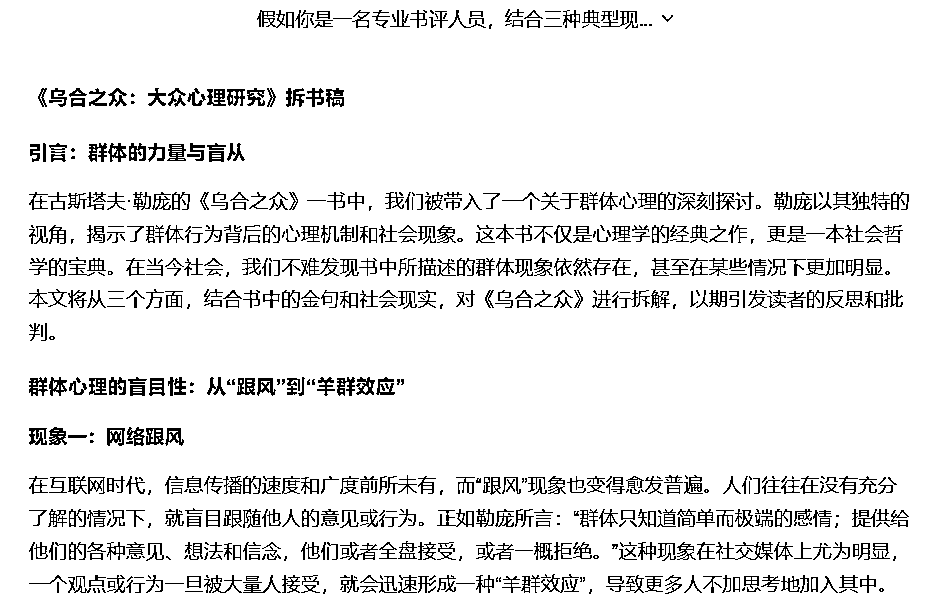 假如你是一名专业书评人员，结合三种典型现...
《乌合之众：大众心理研究》拆书稿
引言：群体的力量与盲从
在古斯塔夫·勒庞的《乌合之众》一书中，我们被带入了一个关于群体心理的深刻探讨。勒庞以其独特的
视角，揭示了群体行为背后的心理机制和社会现象。这本书不仅是心理学的经典之作，更是一本社会哲
学的宝典。在当今社会，我们不难发现书中所描述的群体现象依然存在，甚至在某些情况下更加明显。
本文将从三个方面，结合书中的金句和社会现实，对《乌合之众》进行拆解，以期引发读者的反思和批
判。
群体心理的盲目性：从“跟风”到“羊群效应”
现象一：网络跟风
在互联网时代，信息传播的速度和广度前所未有，而“跟风”现象也变得愈发普遍。人们往往在没有充分
了解的情况下，就盲目跟随他人的意见或行为。正如勒庞所言：“群体只知道简单而极端的感情；提供给
他们的各种意见、想法和信念，他们或者全盘接受，或者一概拒绝。”这种现象在社交媒体上尤为明显，
一个观点或行为一旦被大量人接受，就会迅速形成一种“羊群效应”，导致更多人不加思考地加入其中。